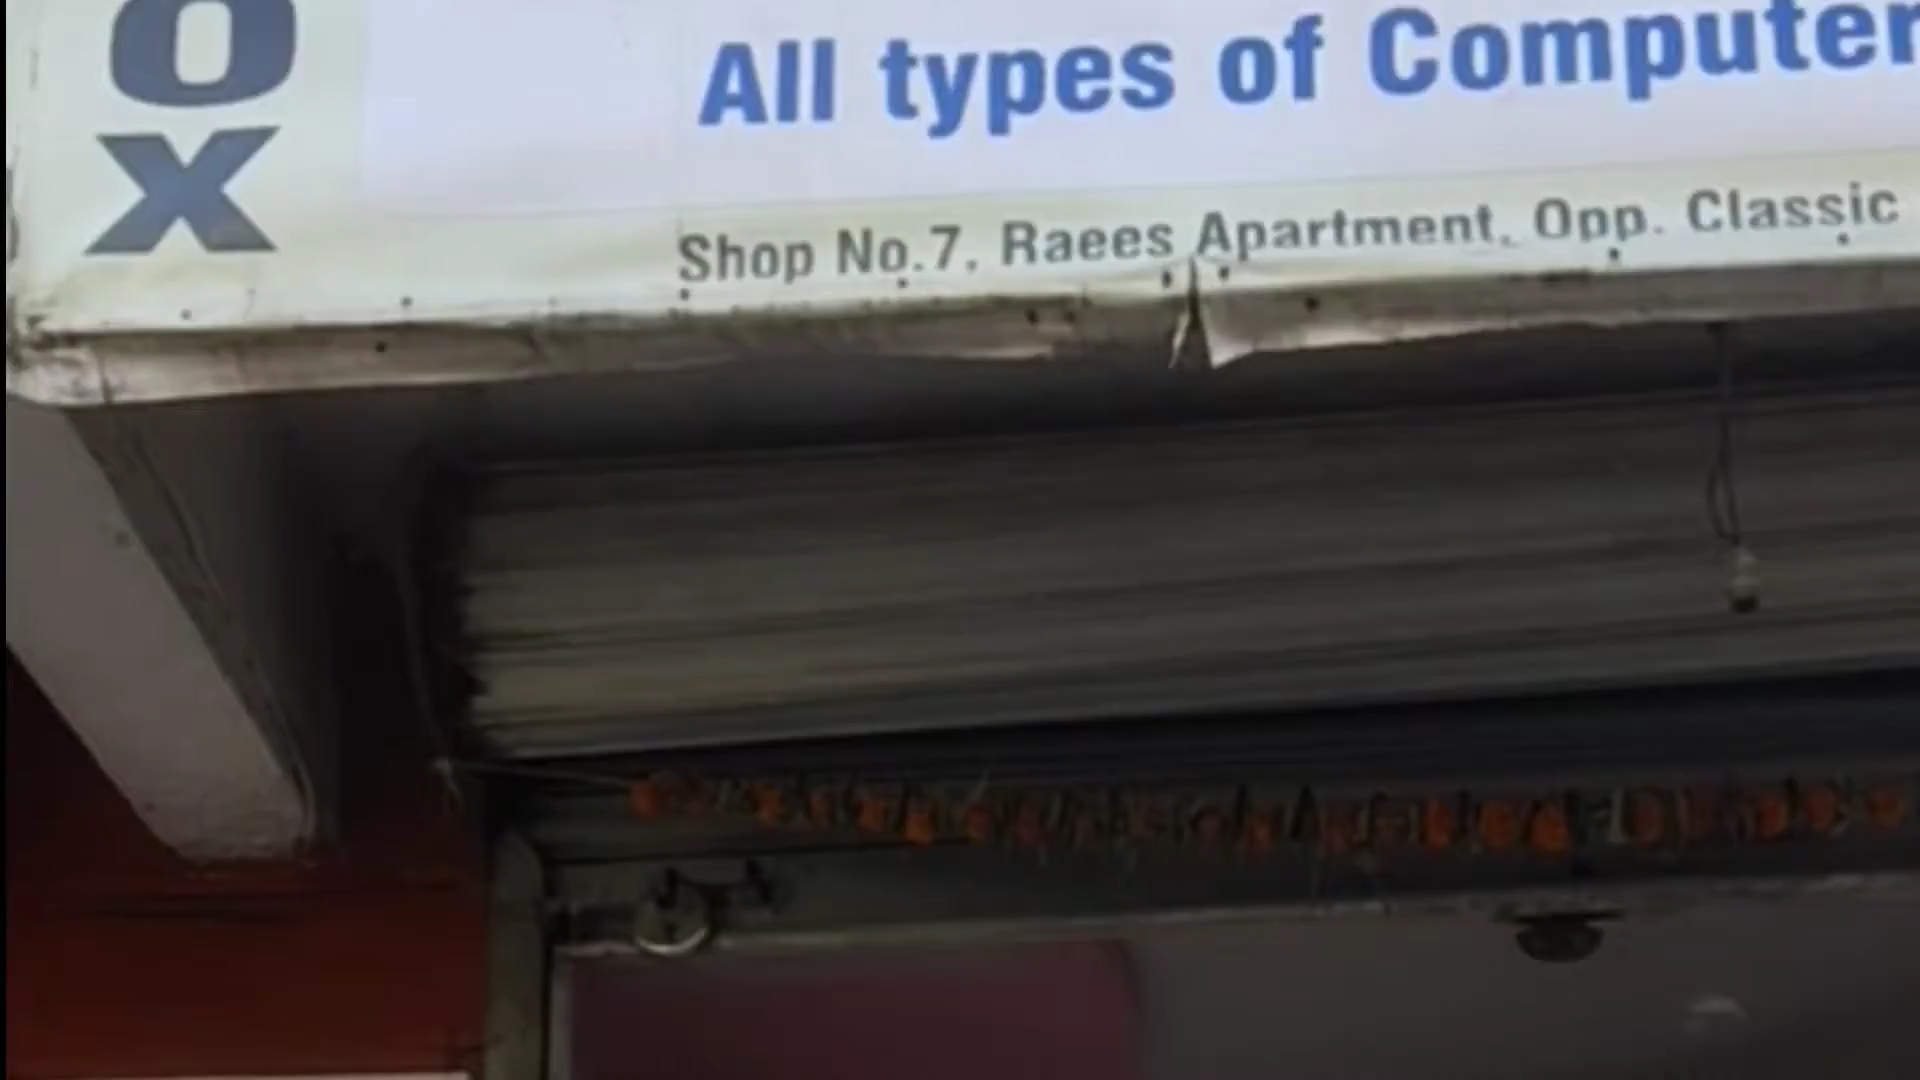 O
X
All types of Computer
Shop No.7, Raees Apartment, Opp. Classic